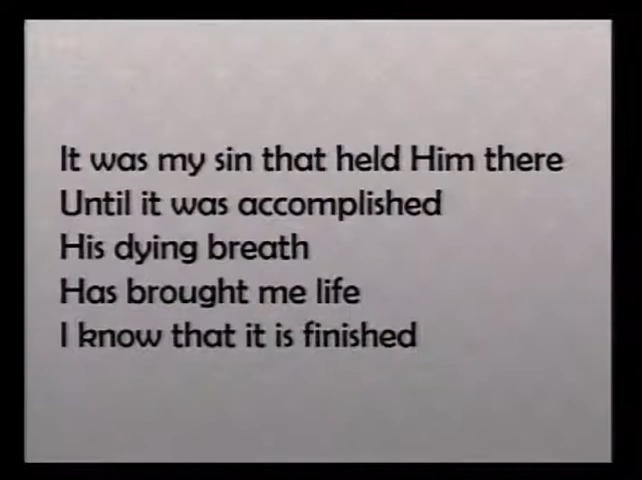 It was my sin that held Him there
Until it was accomplished
His dying breath
Has brought me life
I know that it is finished